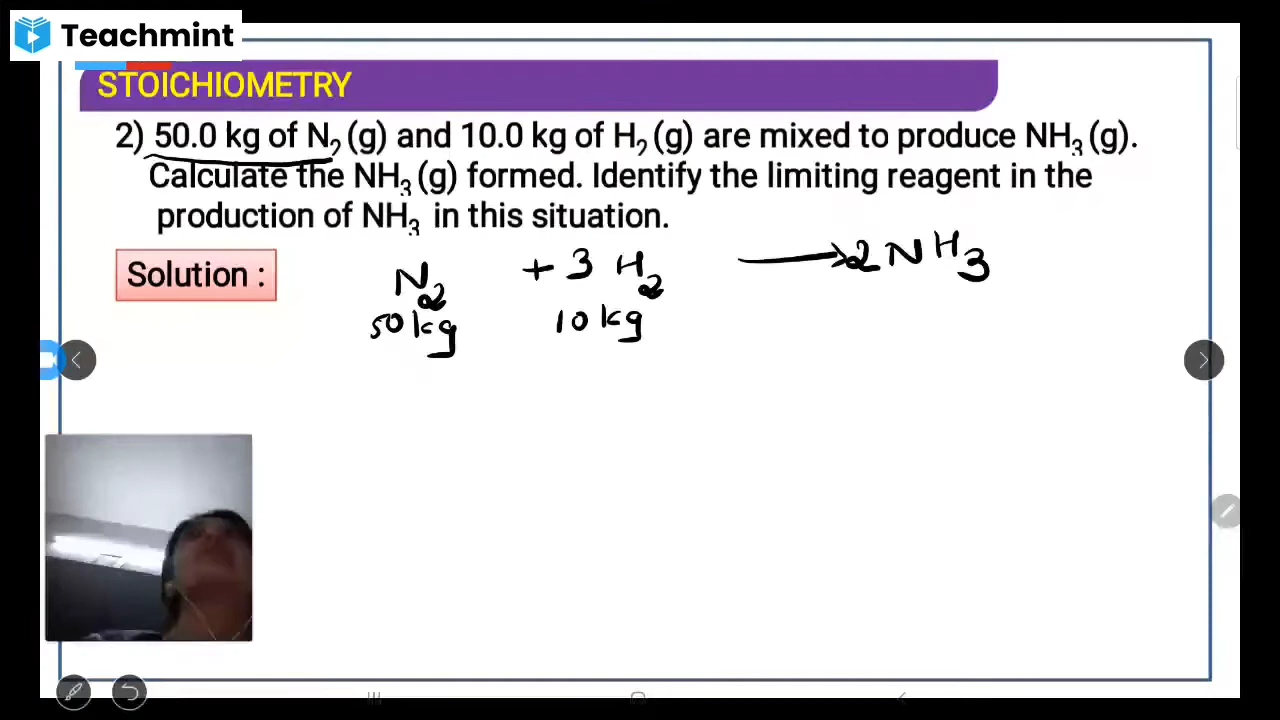 Teachmint
STOICHIOMETRY
2) 50.0 kg of N₂ (g) and 10.0 kg of H₂ (g) are mixed to produce NH₃ (g).
Calculate the NH₃ (g) formed. Identify the limiting reagent in the
production of NH₃ in this situation.
Solution :
N₂ + 3 H₂ ⟶ 2 NH₃
50 kg 10 kg